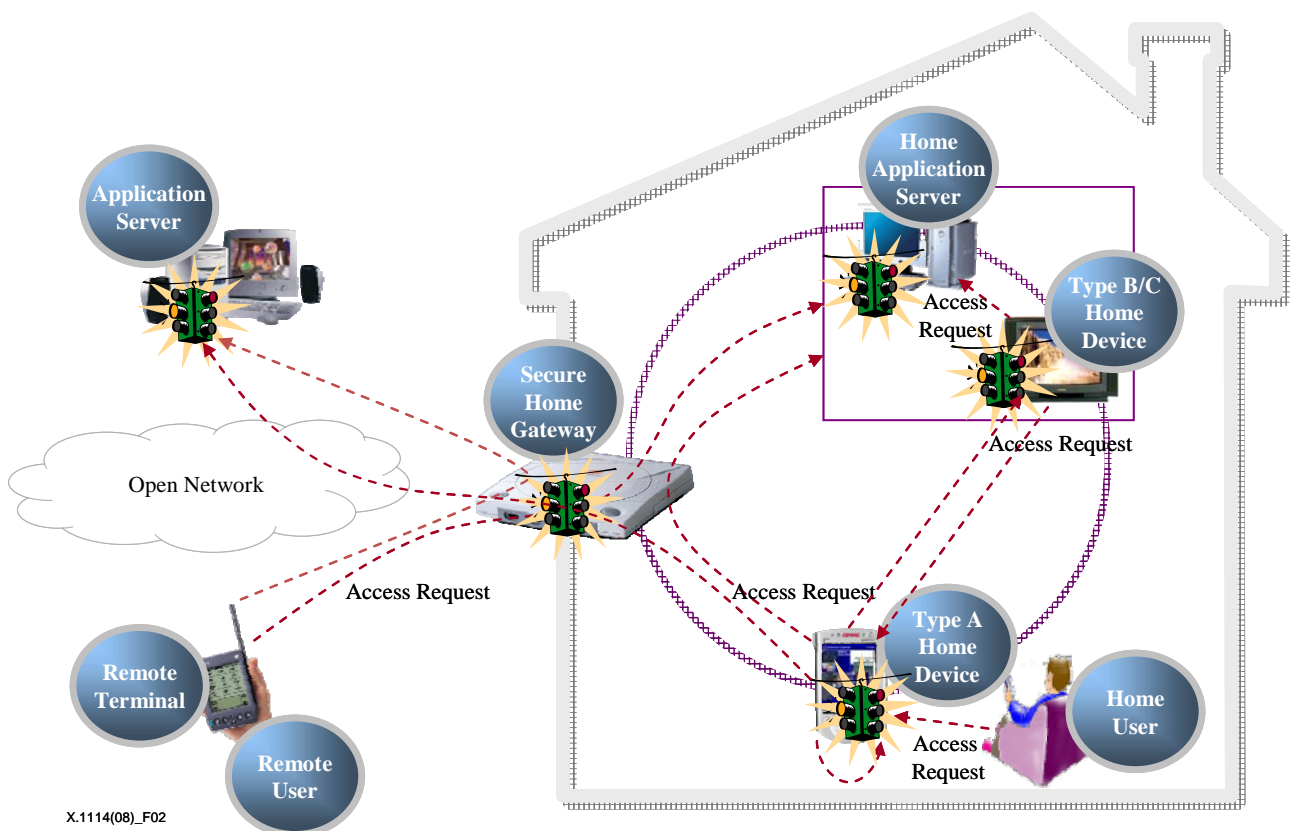 Home
Application
Server
Application
Server
Type B/C
Home
Device
Access
Request
Secure
Home
Gateway
Access Request
Open Network
Access Request
Access Request
Type A
Home
Device
Remote
Terminal
Home
User
Access
Request
Remote
User
X.1114(08)_F02